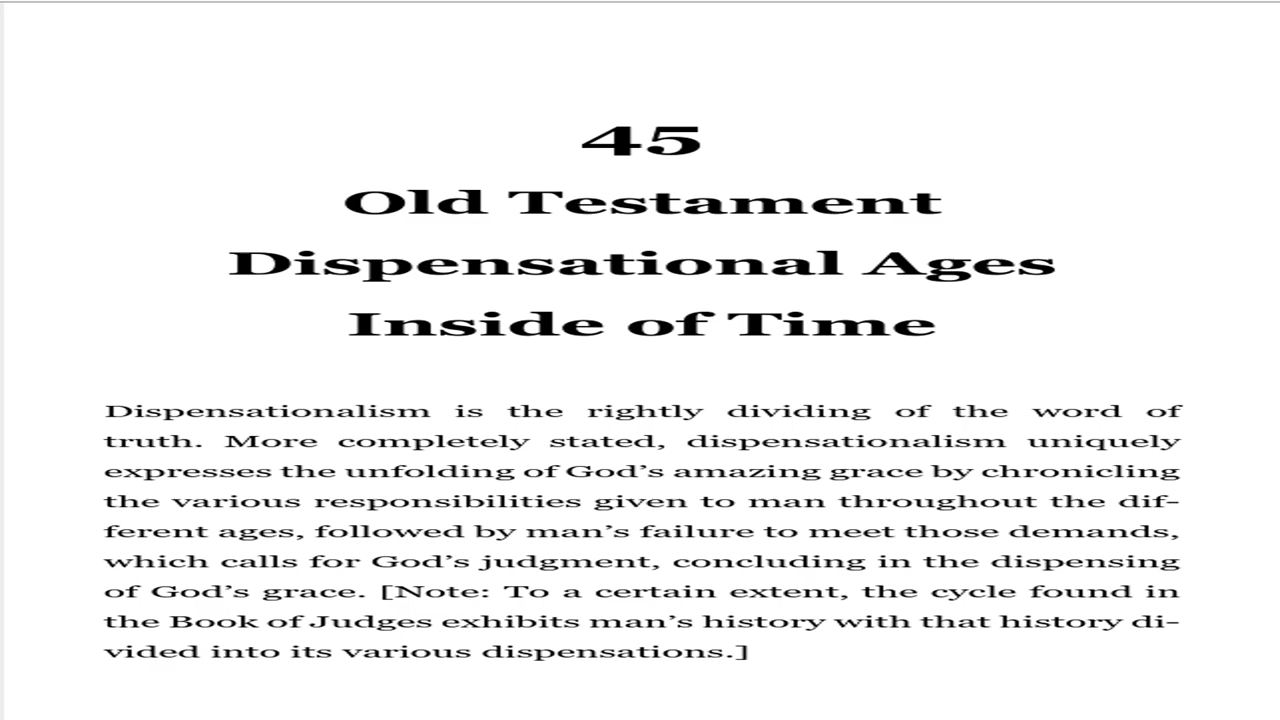 45
Old Testament
Dispensational Ages
Inside of Time
Dispensationalism is the rightly dividing of the word of
truth. More completely stated, dispensationalism uniquely
expresses the unfolding of God’s amazing grace by chronicling
the various responsibilities given to man throughout the dif-
ferent ages, followed by man’s failure to meet those demands,
which calls for God’s judgment, concluding in the dispensing
of God’s grace. [Note: To a certain extent, the cycle found in
the Book of Judges exhibits man’s history with that history di-
vided into its various dispensations.]